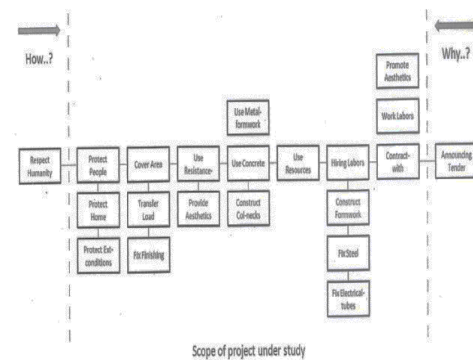 How..?
Why..?
Promote
Aesthetics
Use Metal-
formwork
Work Labors
Respect
Humanity
Protect
People
Cover Area
Use
Resistance-
Use Concrete
Use
Resources
Hiring Labors
Contract-
with
Announcing
Tender
Protect
Home
Transfer
Load
Provide
Aesthetics
Construct
Col-necks
Construct
Formwork
Protect Ext-
conditions
Fix Finishing
Fix Steel
Fix Electrical-
tubes
Scope of project under study